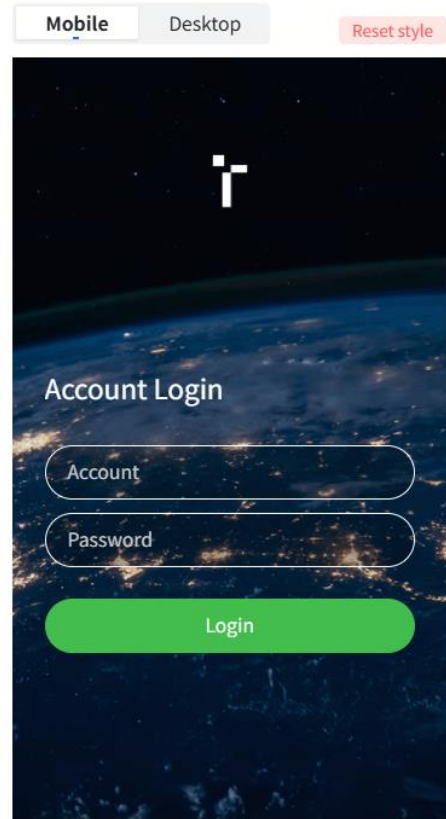 Mobile Desktop Reset style
Account Login
Account
Password
Login